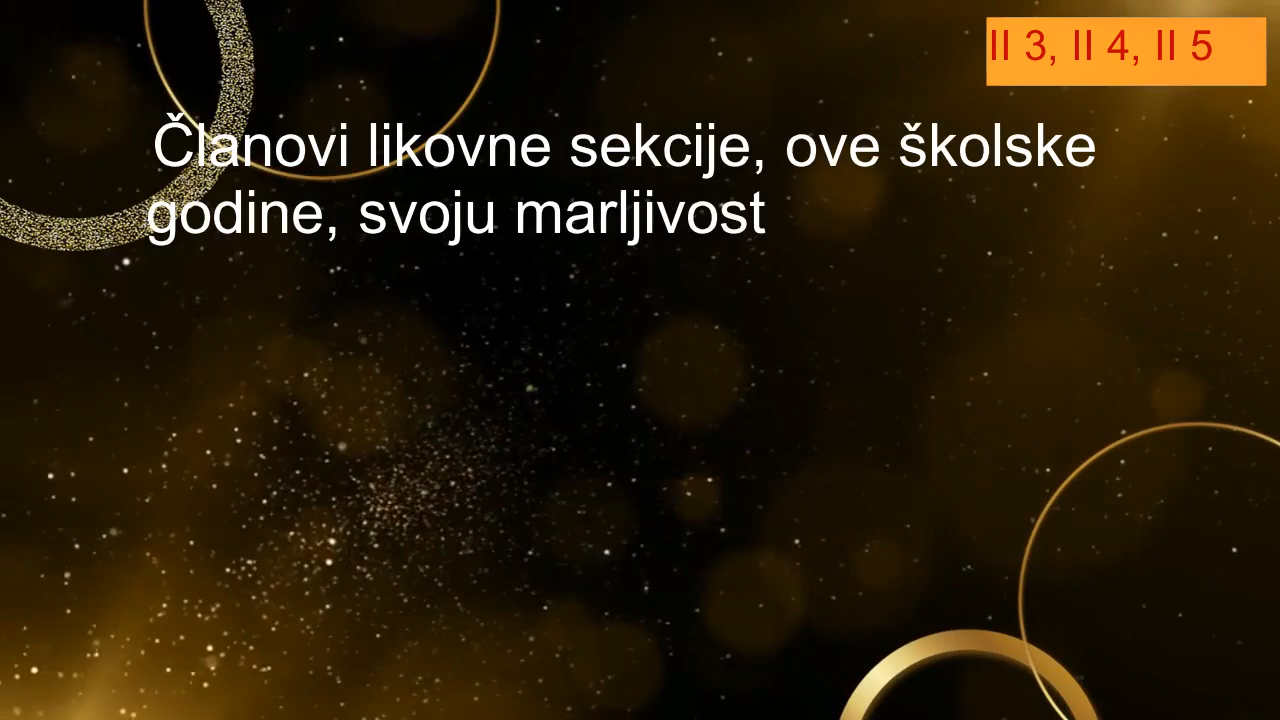 II 3, II 4, II 5
Članovi likovne sekcije, ove školske
godine, svoju marljivost